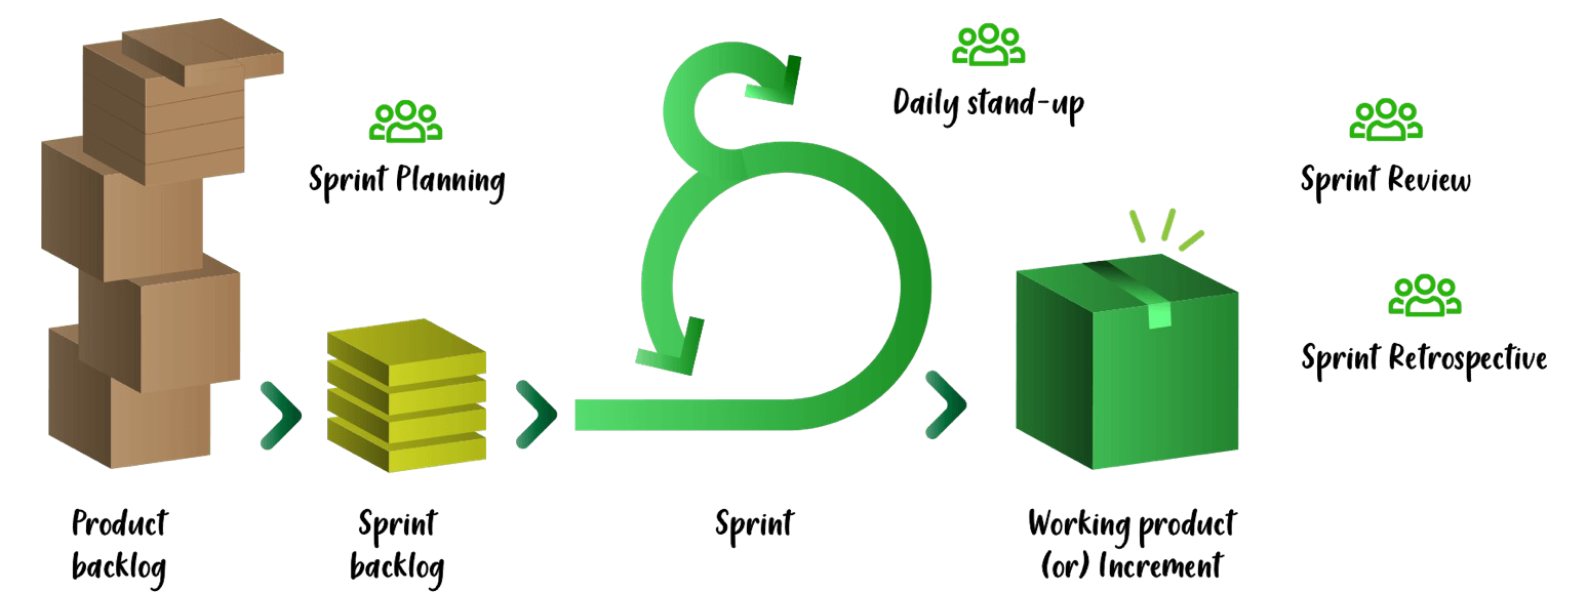 Daily stand-up
Sprint Planning
Sprint Review
Sprint Retrospective
Product
backlog
Sprint
backlog
Sprint
Working product
(or) Increment